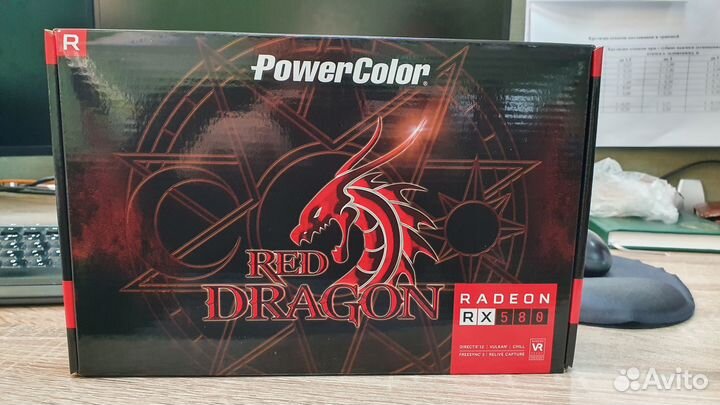 R
PowerColor
RED
DRAGON
RADEON
RX 580
DIRECTX 12 | VULKAN | CHILL
FREESYNC 2 | RELIVE CAPTURE
VR
Avito